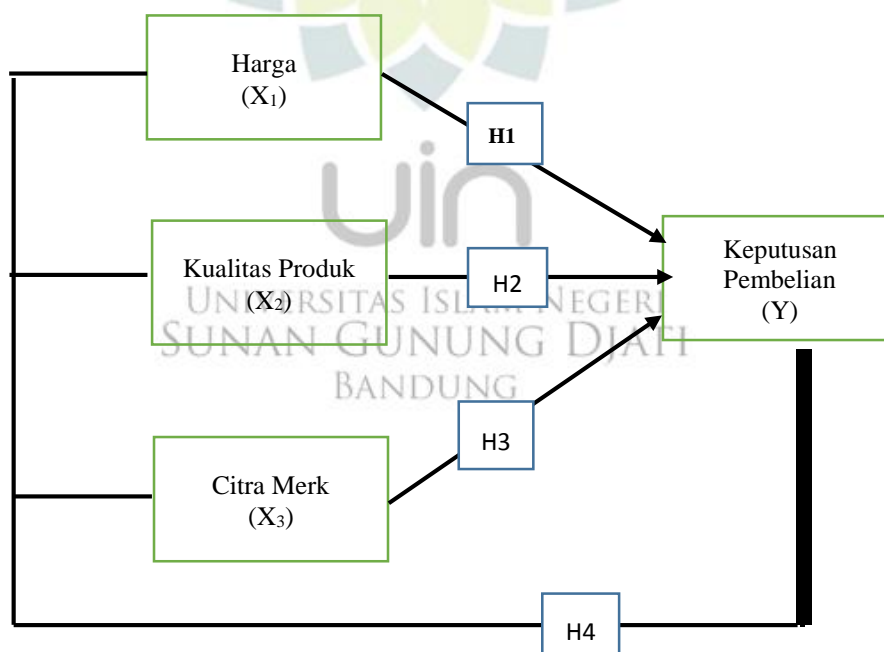 Harga
(X₁)
H1
Kualitas Produk
(X₂)
H2
Keputusan
Pembelian
(Y)
uin
UNIVERSITAS ISLAM NEGERI
SUNAN GUNUNG DJATI
BANDUNG
H3
Citra Merk
(X₃)
H4